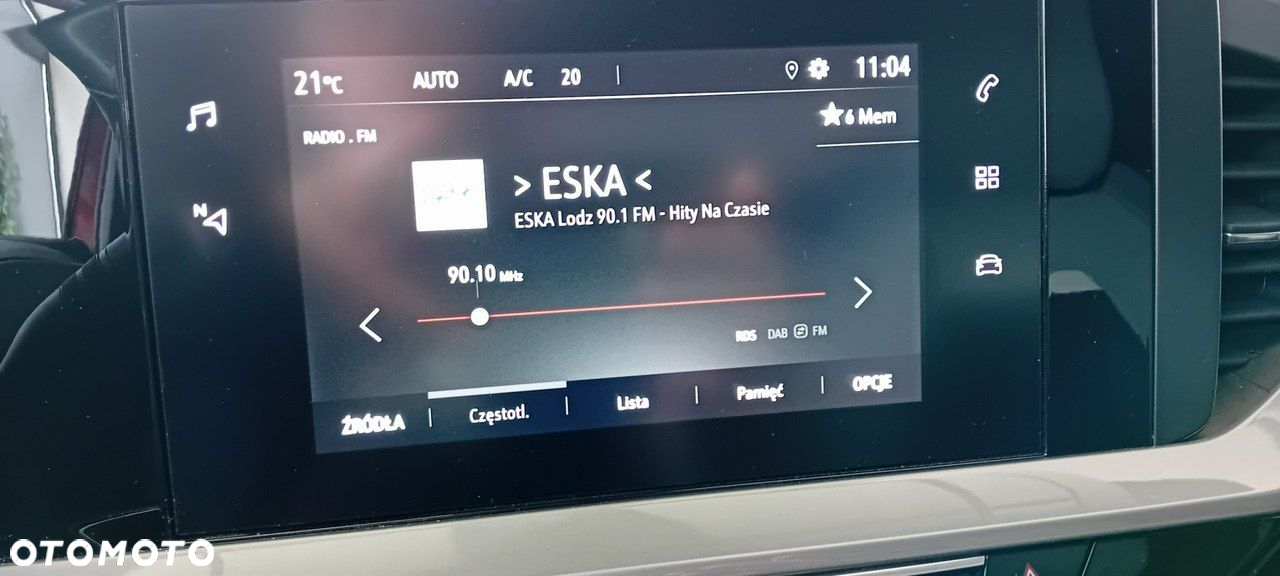 21°C AUTO A/C 20 11:04
6 Mem
RADIO . FM
> ESKA <
ESKA Lodz 90.1 FM - Hity Na Czasie
N
90.10 MHz
RDS DAB FM
ŹRÓDŁA Częstotl. Lista Pamięć OPCJE
OTOMOTO